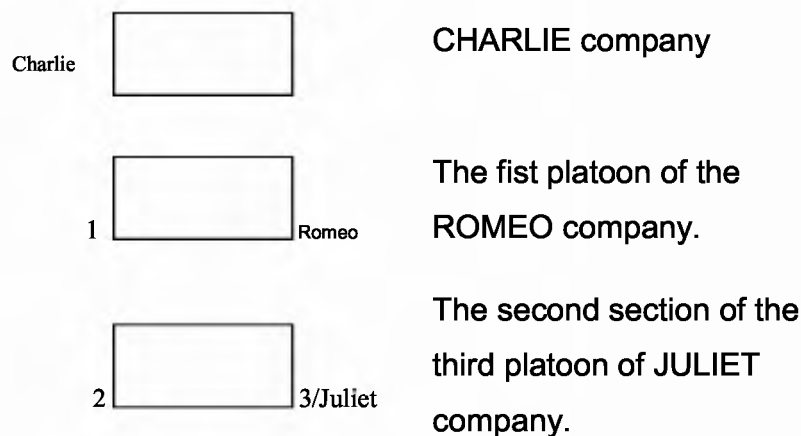 Charlie
CHARLIE company
The fist platoon of the
1
Romeo
ROMEO company.
The second section of the
third platoon of JULIET
2
3/Juliet
company.